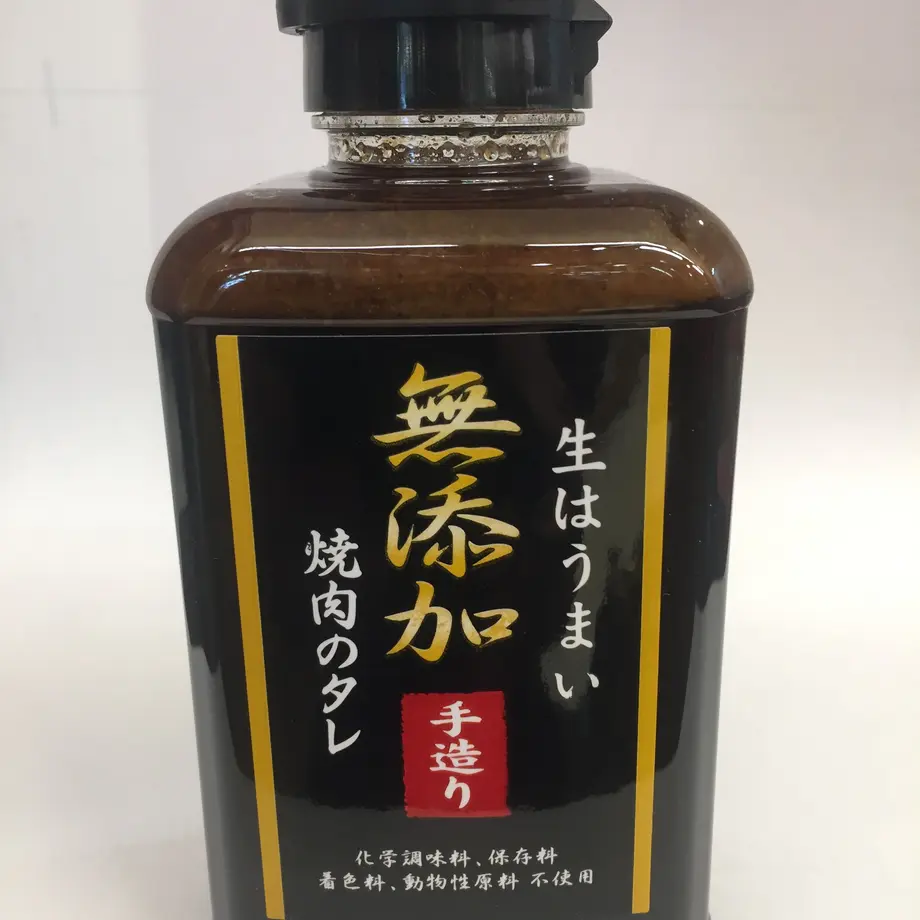 生はうまい
無添加
手造り
焼肉のタレ
化学調味料、保存料
着色料、動物性原料 不使用